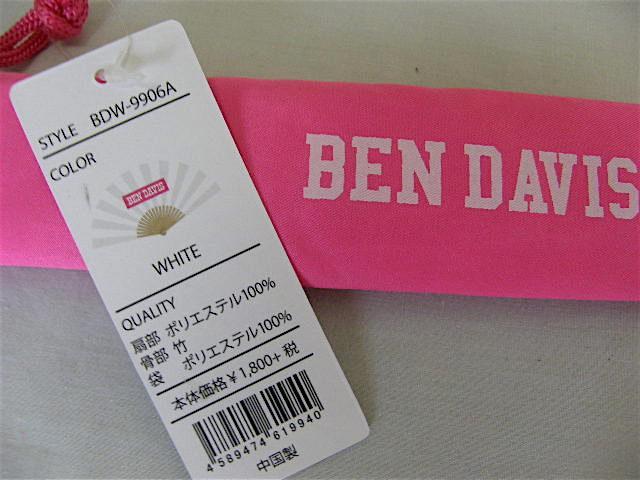 STYLE BDW-9906A
COLOR
BEN DAVIS
WHITE
QUALITY
扇部 ポリエステル100%
骨部 竹
袋 ポリエステル100%
本体価格¥1,800+税
4589474619940
中国製
BEN DAVIS